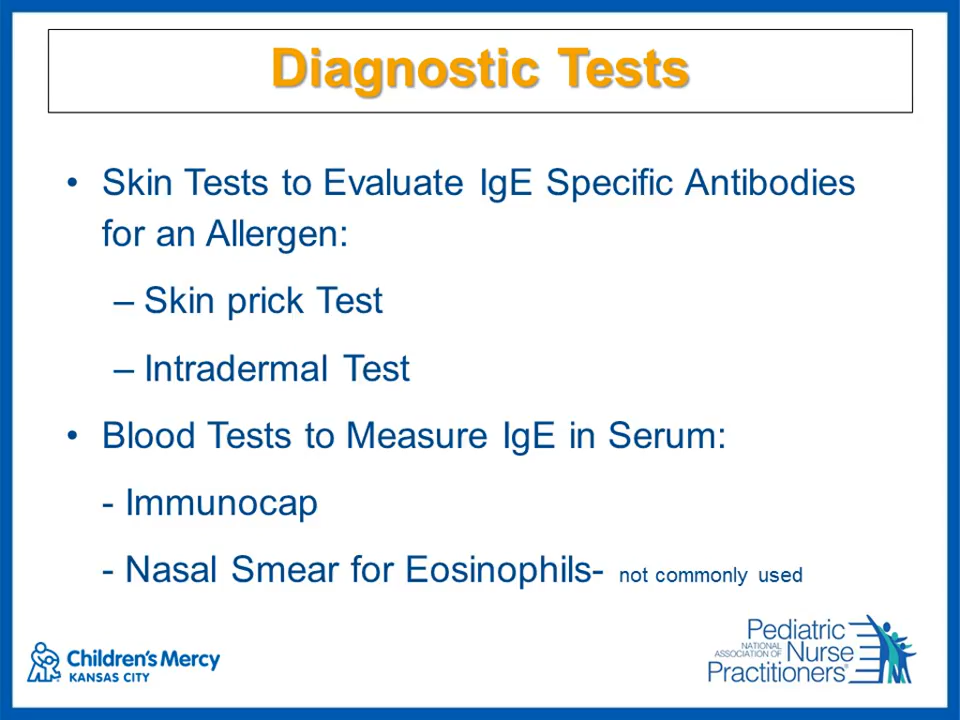 Diagnostic Tests
• Skin Tests to Evaluate IgE Specific Antibodies
for an Allergen:
– Skin prick Test
– Intradermal Test
• Blood Tests to Measure IgE in Serum:
- Immunocap
- Nasal Smear for Eosinophils- not commonly used
Children's Mercy
KANSAS CITY
Pediatric
NATIONAL
ASSOCIATION OF
Nurse
Practitioners®